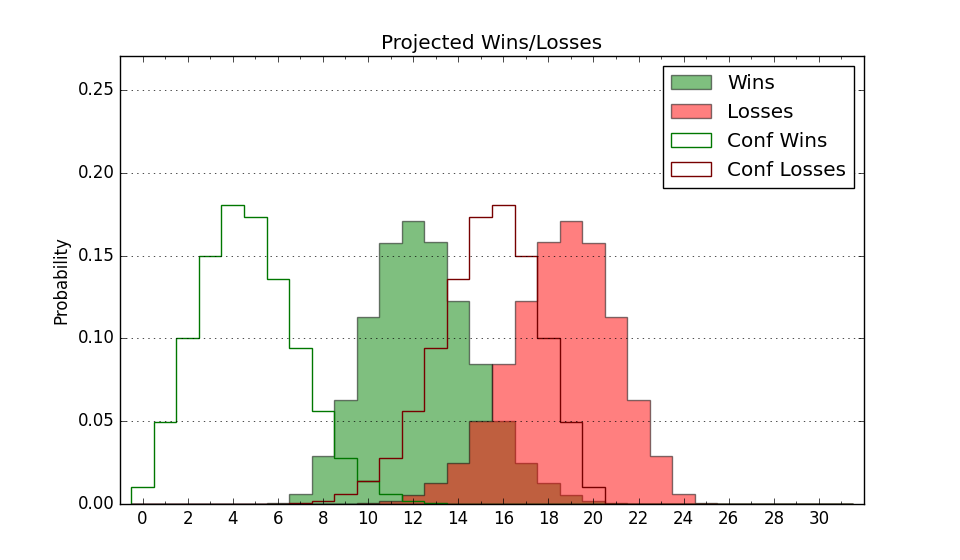 Projected Wins/Losses
Wins
Losses
Conf Wins
Conf Losses
Probability
0.25
0.20
0.15
0.10
0.05
0.00
0 2 4 6 8 10 12 14 16 18 20 22 24 26 28 30